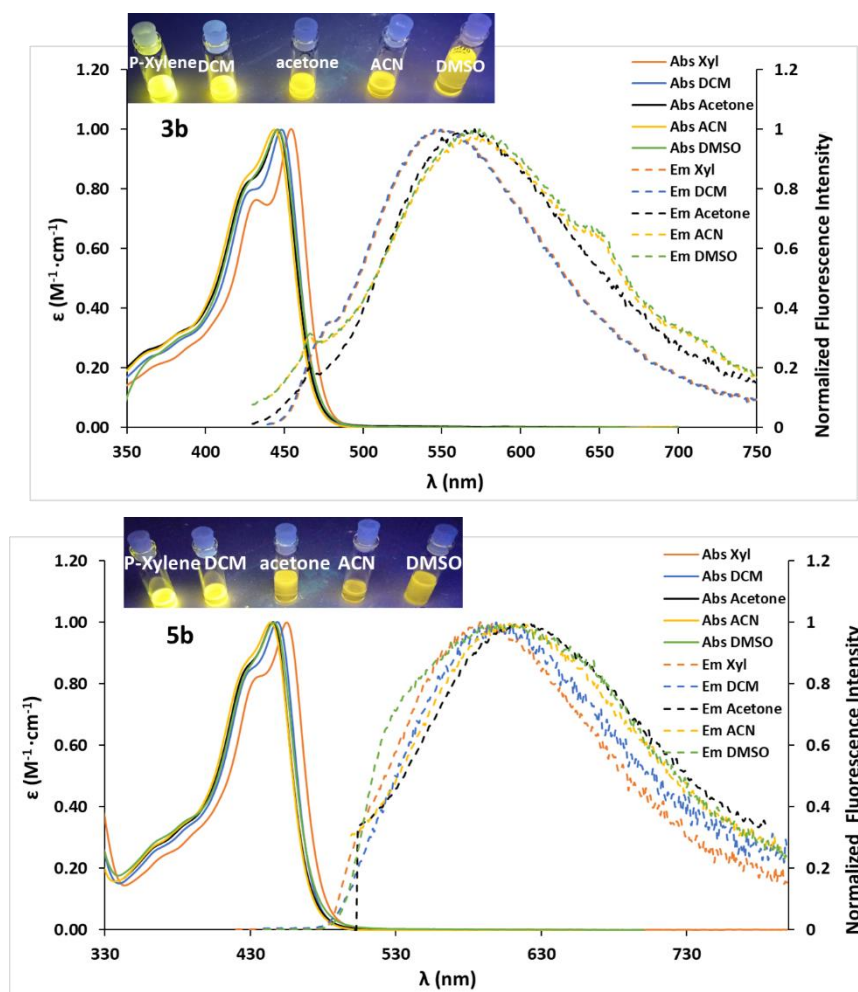 P-Xylene DCM acetone ACN DMSO
3b
1.20
1.00
0.80
0.60
0.40
0.20
0.00
ε (M⁻¹·cm⁻¹)
350 400 450 500 550 600 650 700 750
λ (nm)
1.2
1
0.8
0.6
0.4
0.2
0
Normalized Fluorescence Intensity
Abs Xyl
Abs DCM
Abs Acetone
Abs ACN
Abs DMSO
Em Xyl
Em DCM
Em Acetone
Em ACN
Em DMSO
P-Xylene DCM acetone ACN DMSO
5b
1.20
1.00
0.80
0.60
0.40
0.20
0.00
ε (M⁻¹·cm⁻¹)
330 430 530 630 730
λ (nm)
1.2
1
0.8
0.6
0.4
0.2
0
Normalized Fluorescence Intensity
Abs Xyl
Abs DCM
Abs Acetone
Abs ACN
Abs DMSO
Em Xyl
Em DCM
Em Acetone
Em ACN
Em DMSO